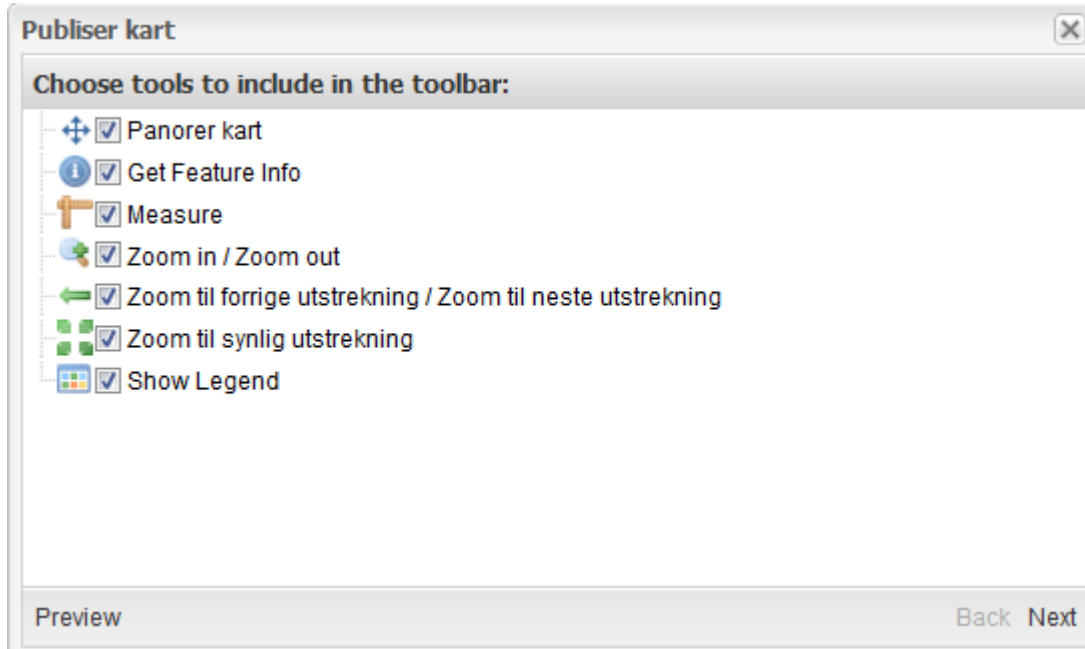 Publiser kart
Choose tools to include in the toolbar:
Panorer kart
Get Feature Info
Measure
Zoom in / Zoom out
Zoom til forrige utstrekning / Zoom til neste utstrekning
Zoom til synlig utstrekning
Show Legend
Preview Back Next